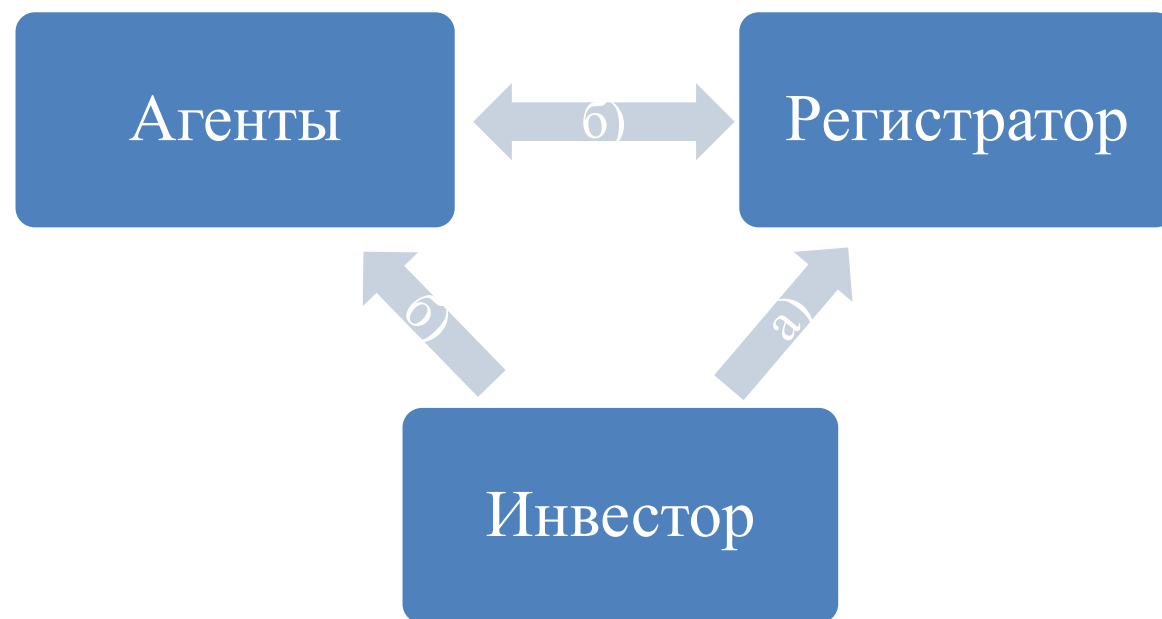 Агенты
б)
Регистратор
б)
а)
Инвестор